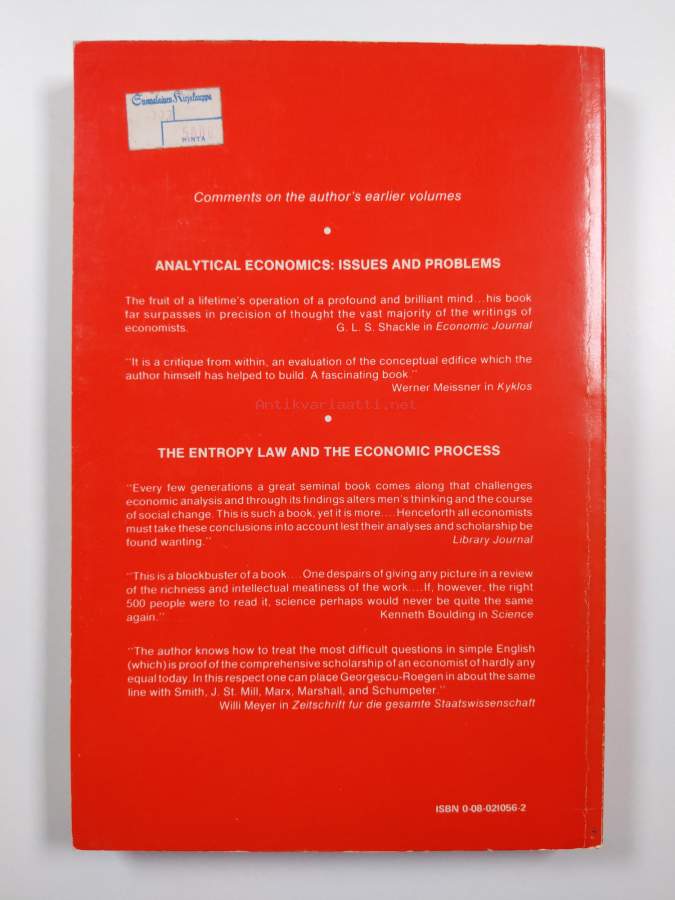 Suomalainen Kirjakauppa
HINTA
Comments on the author's earlier volumes
ANALYTICAL ECONOMICS: ISSUES AND PROBLEMS
The fruit of a lifetime's operation of a profound and brilliant mind...his book
far surpasses in precision of thought the vast majority of the writings of
economists. G. L. S. Shackle in Economic Journal
"It is a critique from within, an evaluation of the conceptual edifice which the
author himself has helped to build. A fascinating book."
Werner Meissner in Kyklos
Antikvariaatti.net
THE ENTROPY LAW AND THE ECONOMIC PROCESS
"Every few generations a great seminal book comes along that challenges
economic analysis and through its findings alters men's thinking and the course
of social change. This is such a book, yet it is more....Henceforth all economists
must take these conclusions into account lest their analyses and scholarship be
found wanting." Library Journal
"This is a blockbuster of a book....One despairs of giving any picture in a review
of the richness and intellectual meatiness of the work....If, however, the right
500 people were to read it, science perhaps would never be quite the same
again." Kenneth Boulding in Science
"The author knows how to treat the most difficult questions in simple English
(which) is proof of the comprehensive scholarship of an economist of hardly any
equal today. In this respect one can place Georgescu-Roegen in about the same
line with Smith, J. St. Mill, Marx, Marshall, and Schumpeter."
Willi Meyer in Zeitschrift fur die gesamte Staatswissenschaft
ISBN 0-08-021056-2